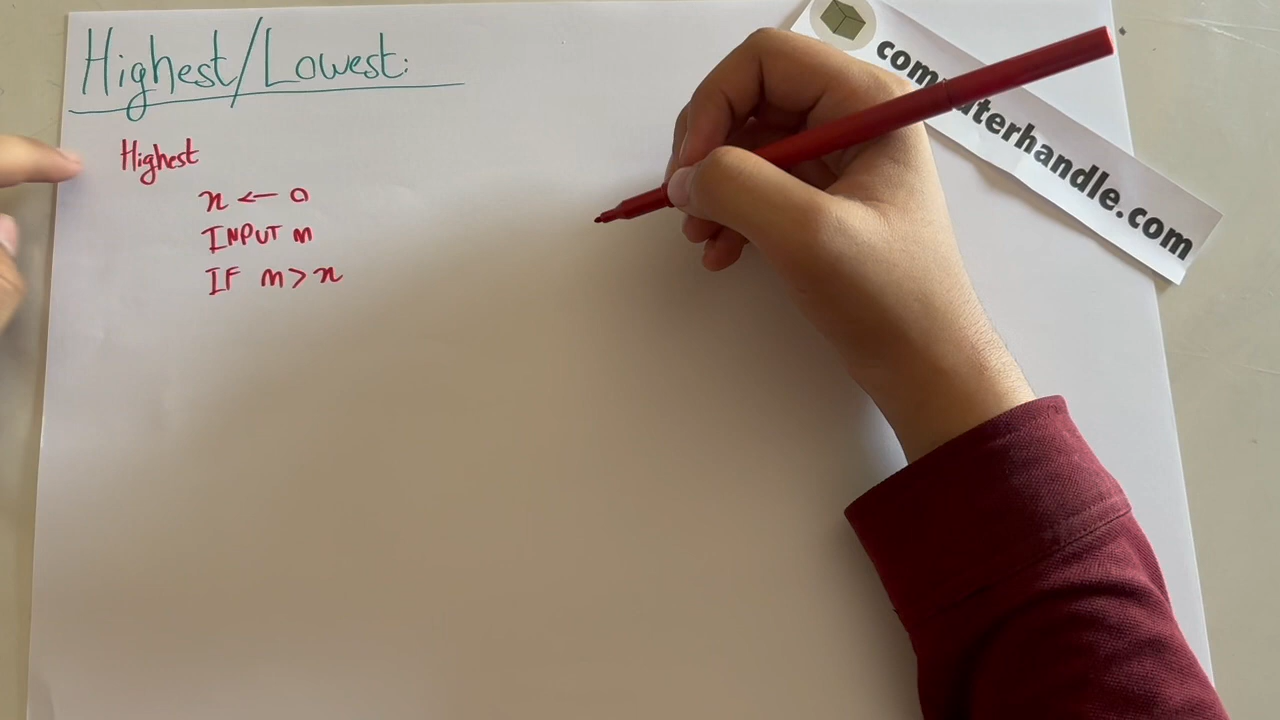 Highest/Lowest:
Highest
x ← 0
INPUT m
IF m > x
computerhandle.com